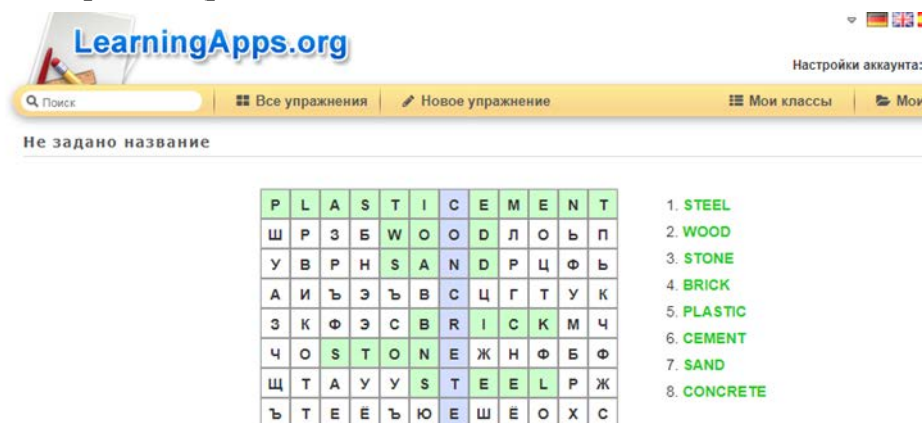 LearningApps.org
Настройки аккаунта:
Поиск Все упражнения Новое упражнение Мои классы Мои
Не задано название
P L A S T I C E M E N T
Ш Р З Б W O O D Л О Ь П
У В Р Н S A N D Р Ц Ф Ь
А И Ъ Э Ъ В C Ц Г Т У К
З К Ф Э С B R I C K М Ч
Ч О S T O N E Ж Н Ф Б Ф
Щ Т А У У S T E E L Р Ж
Ъ Т Е Ё Ъ Ю E Ш Ё О Х С
1. STEEL
2. WOOD
3. STONE
4. BRICK
5. PLASTIC
6. CEMENT
7. SAND
8. CONCRETE